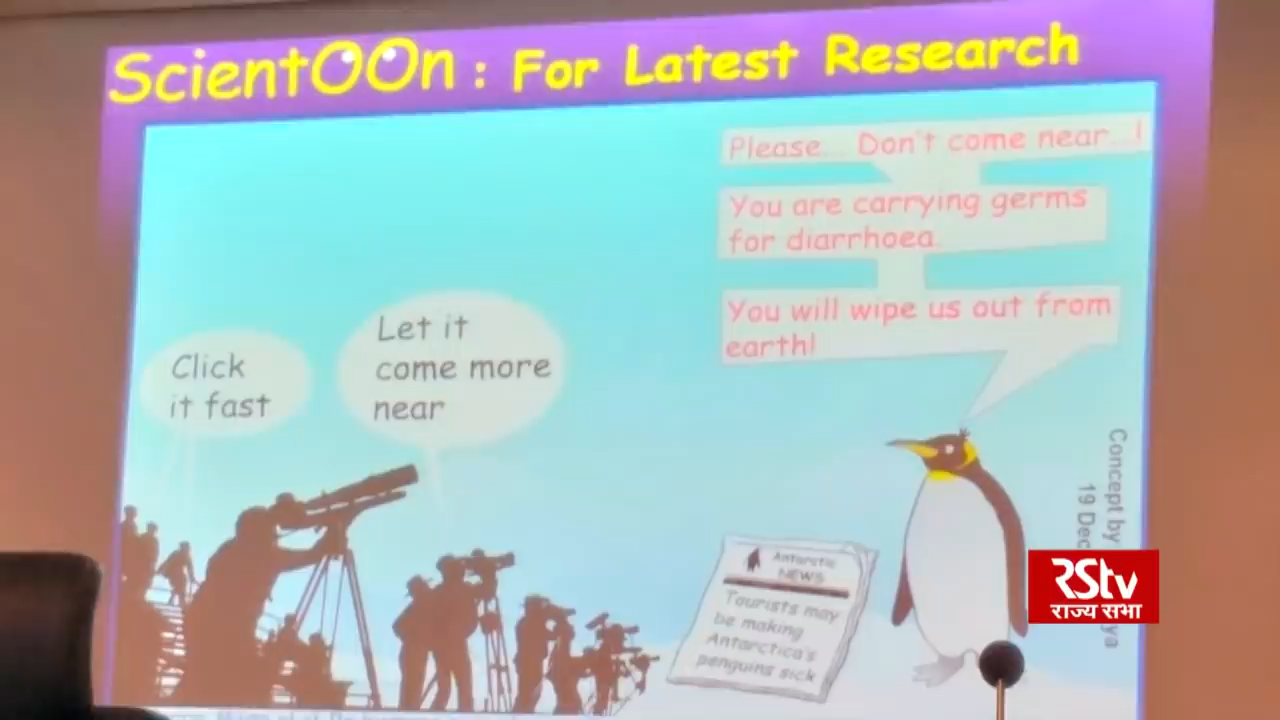 ScientOOn : For Latest Research
Please... Don't come near...!
You are carrying germs
for diarrhoea.
You will wipe us out from
earth!
Let it
come more
near
Click
it fast
Antarctic
NEWS
Tourists may
be making
Antarctica's
penguins sick
Concept by
19 Dec
RStv
राज्य सभा